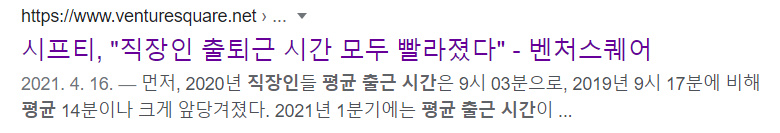 https://www.venturesquare.net › ...
시프티, "직장인 출퇴근 시간 모두 빨라졌다" - 벤처스퀘어
2021. 4. 16. — 먼저, 2020년 직장인들 평균 출근 시간은 9시 03분으로, 2019년 9시 17분에 비해
평균 14분이나 크게 앞당겨졌다. 2021년 1분기에는 평균 출근 시간이 ...